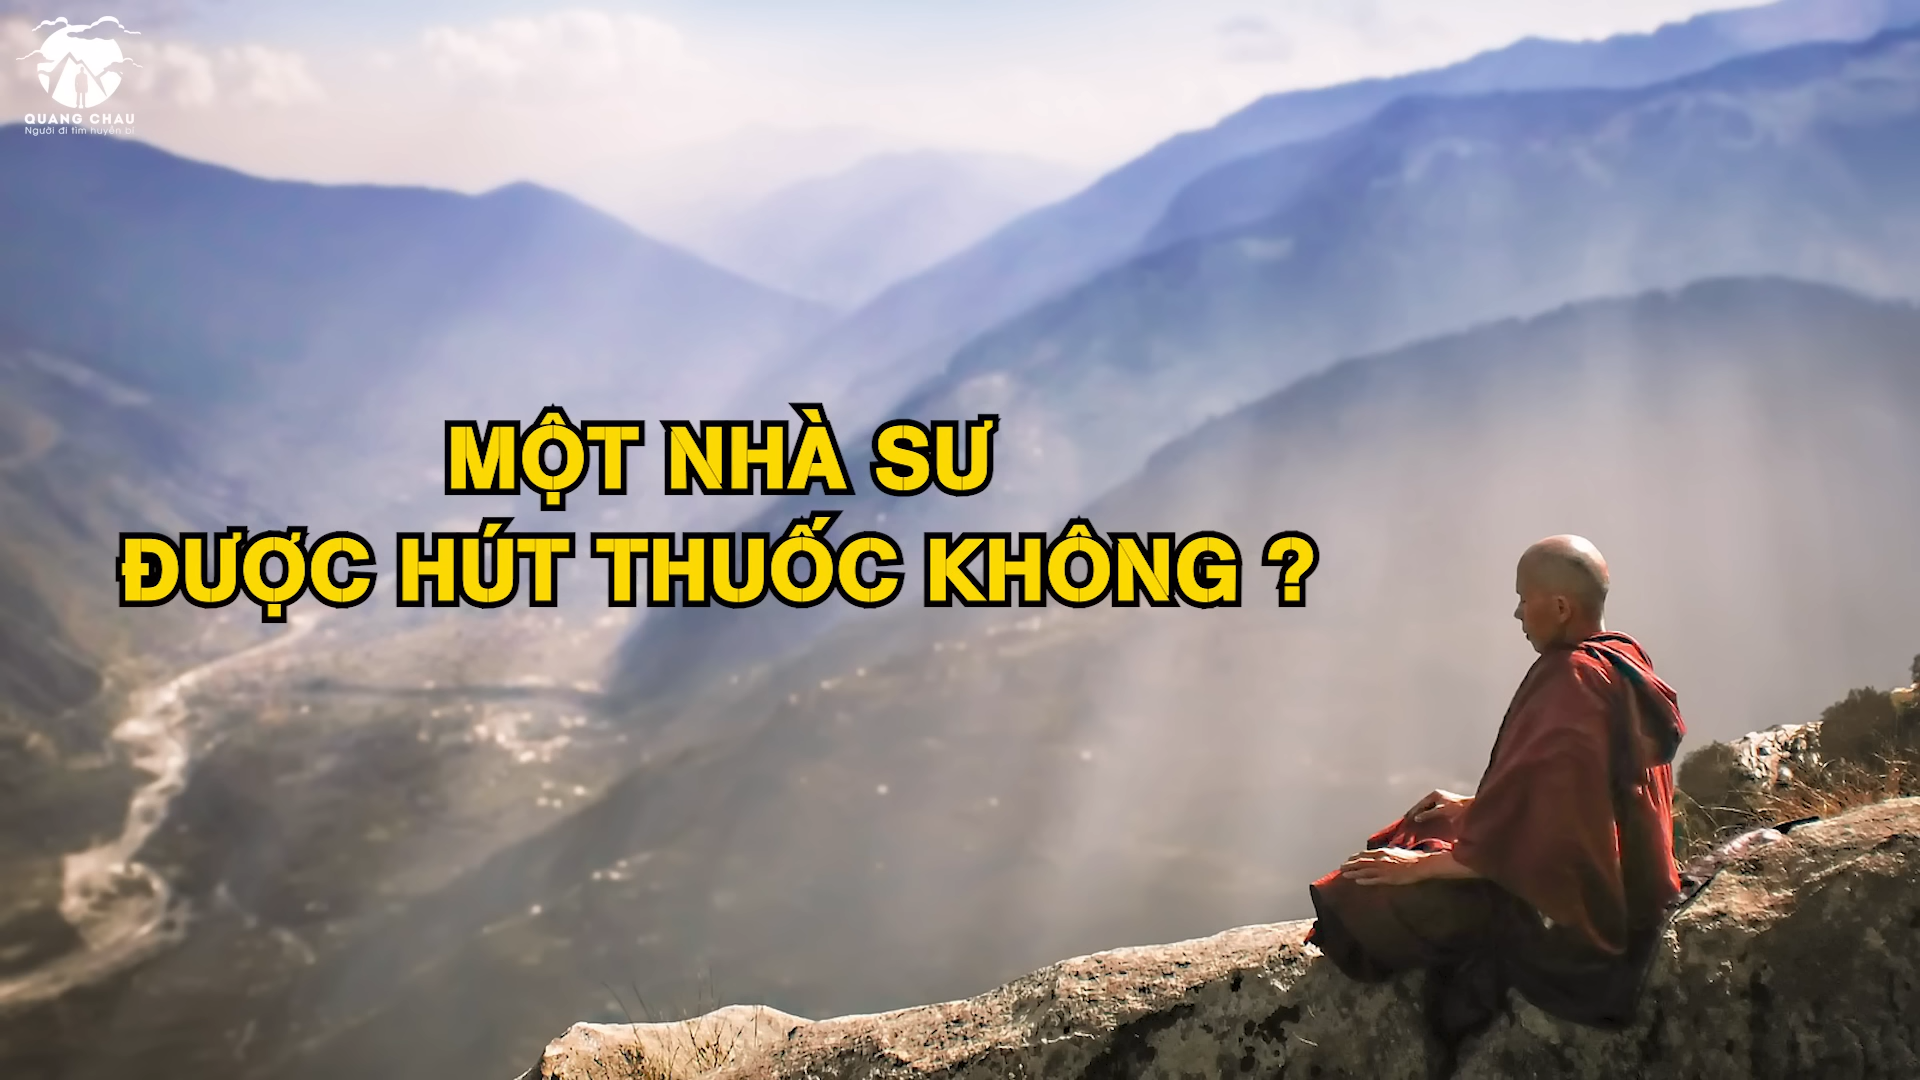 QUANG CHAU
Người đi tìm huyền bí
MỘT NHÀ SƯ
ĐƯỢC HÚT THUỐC KHÔNG ?